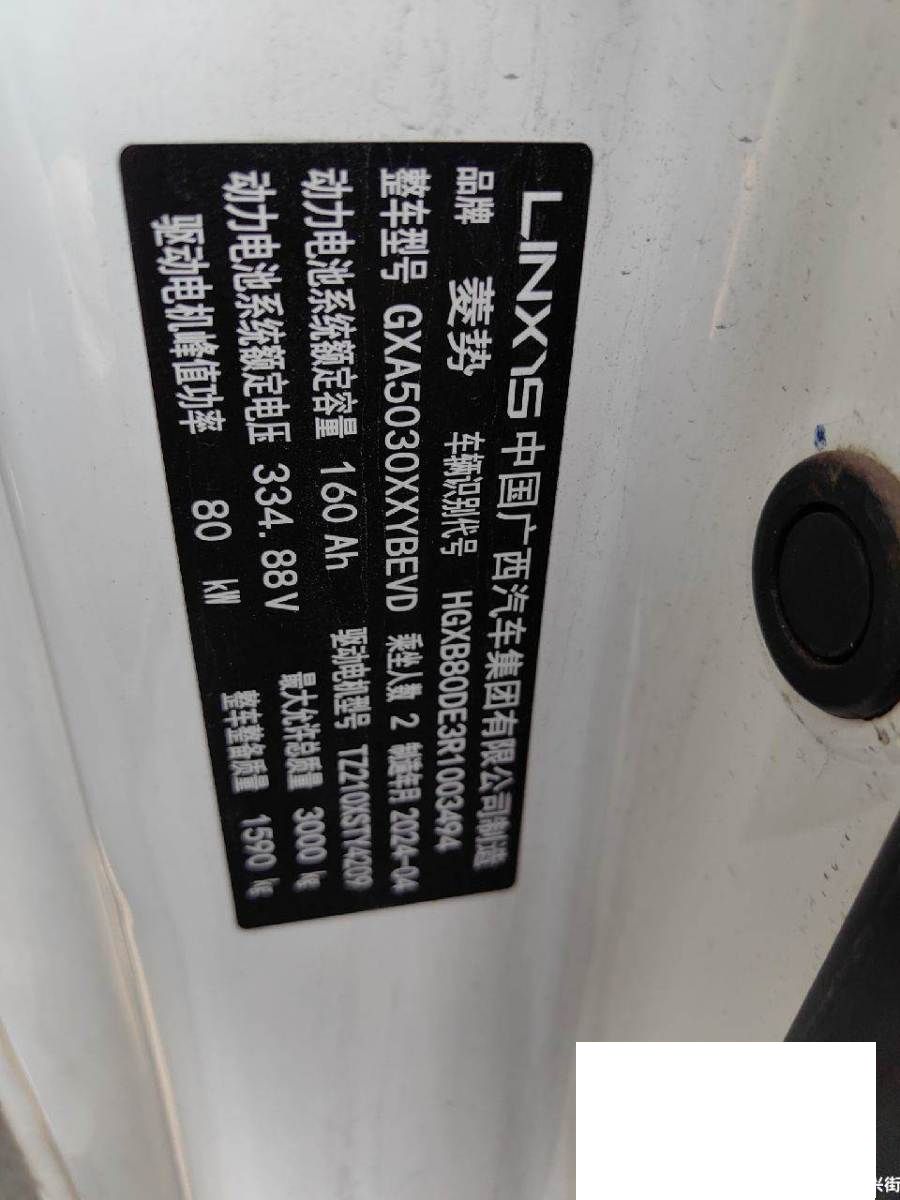 LINXYS 中国广西汽车集团有限公司制造
品牌 菱势 车辆识别代号 HGXB80DE3R1003494
整车型号 GXA5030XXYBEVD 乘坐人数 2 制造年月 2024-04
动力电池系统额定容量 160 Ah 驱动电机型号 TZ210XSTY4209
动力电池系统额定电压 334.88V 最大允许总质量 3000 kg
驱动电机峰值功率 80 kW 整车整备质量 1590 kg
兴街